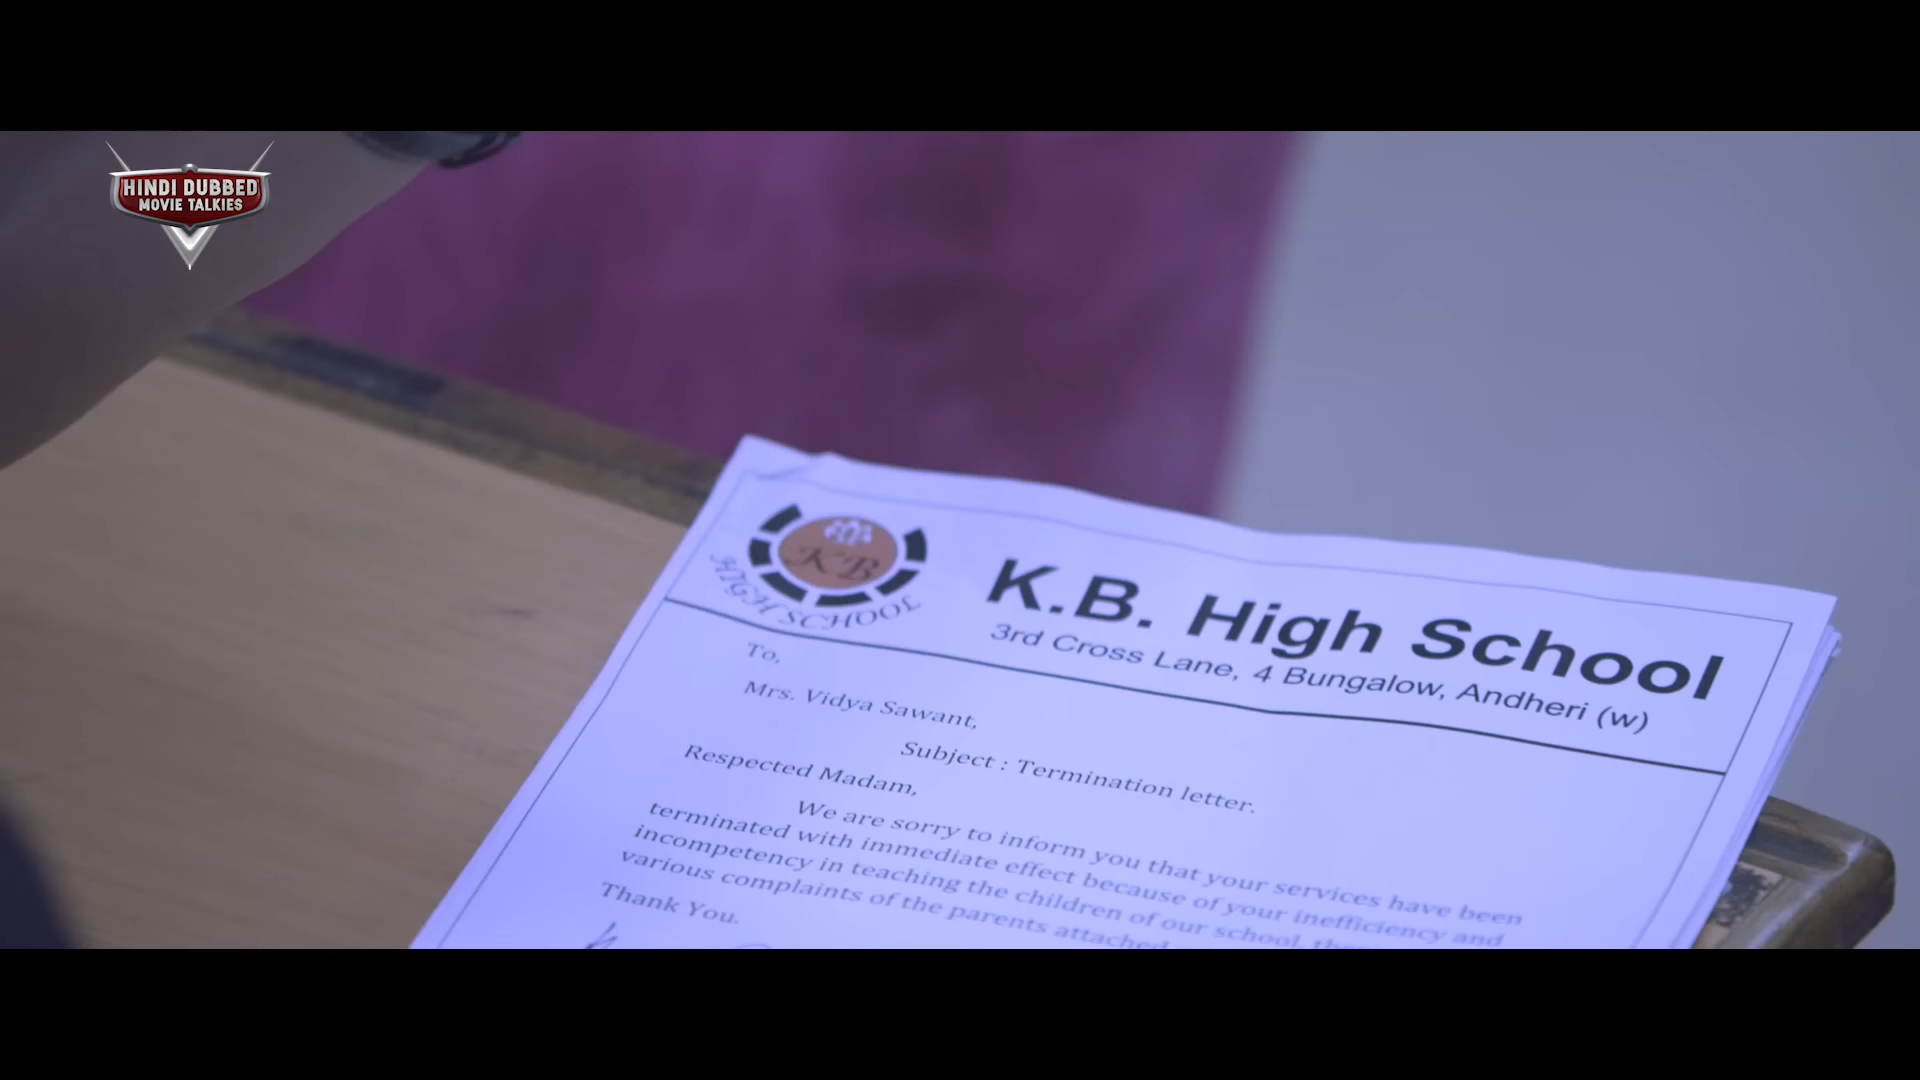 HINDI DUBBED
MOVIE TALKIES
KB
HIGH SCHOOL
K.B. High School
3rd Cross Lane, 4 Bungalow, Andheri (w)
To,
Mrs. Vidya Sawant,
Subject : Termination letter.
Respected Madam,
We are sorry to inform you that your services have been
terminated with immediate effect because of your inefficiency and
incompetency in teaching the children of our school,
various complaints of the parents attached
Thank You.